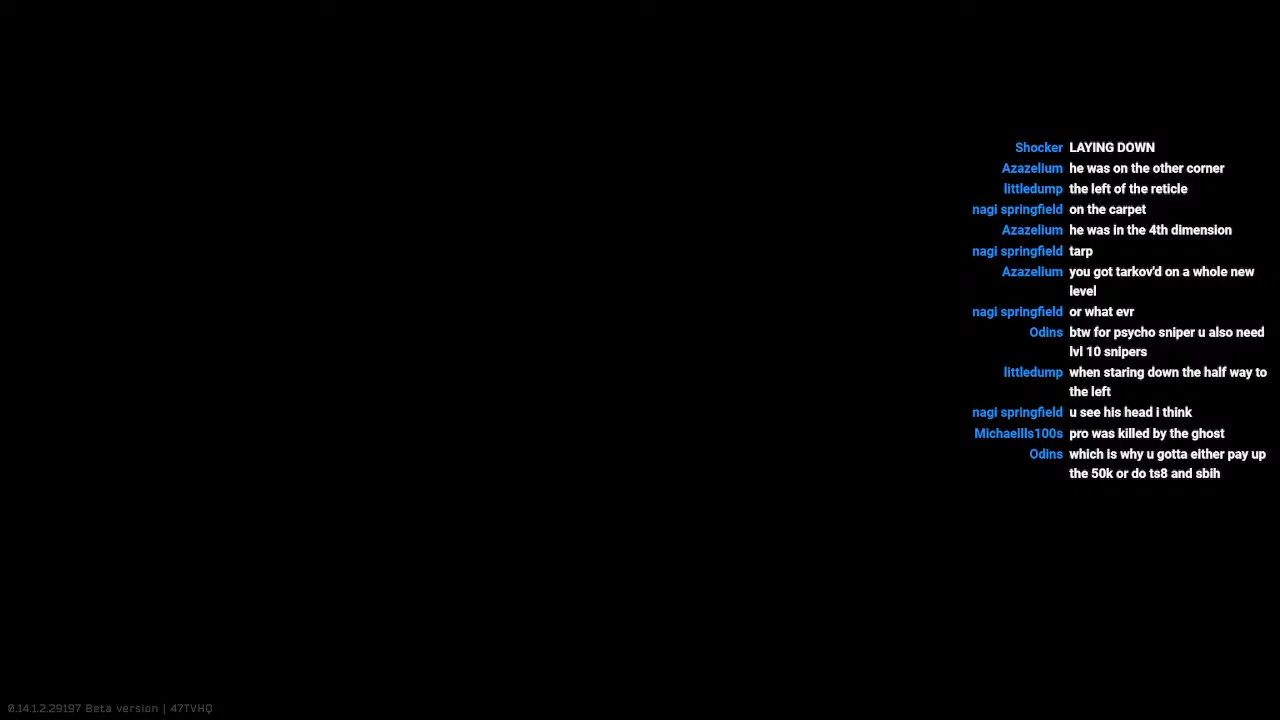 Shocker LAYING DOWN
Azazelium he was on the other corner
littledump the left of the reticle
nagi springfield on the carpet
Azazelium he was in the 4th dimension
nagi springfield tarp
Azazelium you got tarkov'd on a whole new
level
nagi springfield or what evr
Odins btw for psycho sniper u also need
lvl 10 snipers
littledump when staring down the half way to
the left
nagi springfield u see his head i think
Michaellls100s pro was killed by the ghost
Odins which is why u gotta either pay up
the 50k or do ts8 and sbih
0.14.1.2.29197 Beta version | 47TVHQ